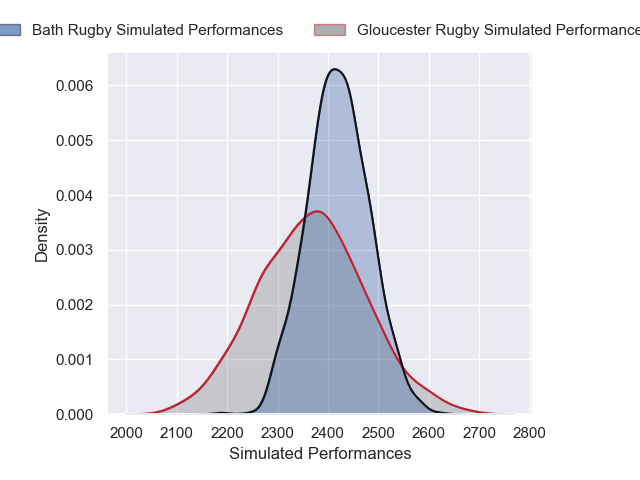 Bath Rugby Simulated Performances
Gloucester Rugby Simulated Performance
0.006
0.005
0.004
0.003
0.002
0.001
0.000
Density
2000 2100 2200 2300 2400 2500 2600 2700 2800
Simulated Performances